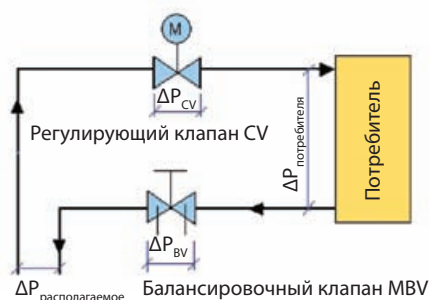 M
ΔP_CV
Регулирующий клапан CV
ΔP_потребителя
Потребитель
ΔP_BV
ΔP_располагаемое
Балансировочный клапан MBV